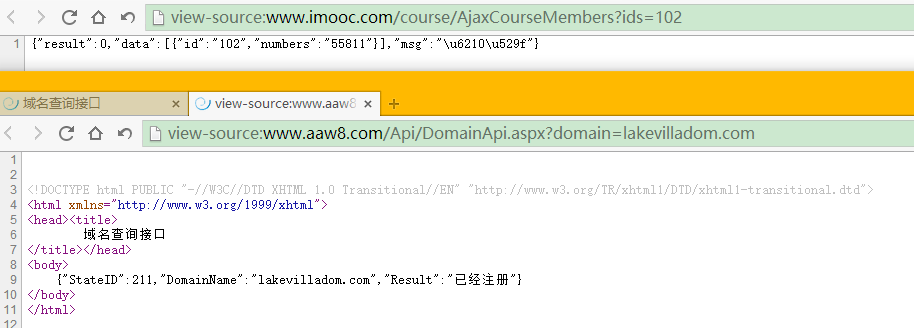 view-source:www.imooc.com/course/AjaxCourseMembers?ids=102
1 {"result":0,"data":[{"id":"102","numbers":"55811"}],"msg":"\u6210\u529f"}
域名查询接口 × view-source:www.aaw8 × +
view-source:www.aaw8.com/Api/DomainApi.aspx?domain=lakevilladom.com
1
2
3 <!DOCTYPE html PUBLIC "-//W3C//DTD XHTML 1.0 Transitional//EN" "http://www.w3.org/TR/xhtml1/DTD/xhtml1-transitional.dtd">
4 <html xmlns="http://www.w3.org/1999/xhtml">
5 <head><title>
6 域名查询接口
7 </title></head>
8 <body>
9 {"StateID":211,"DomainName":"lakevilladom.com","Result":"已经注册"}
10 </body>
11 </html>
12